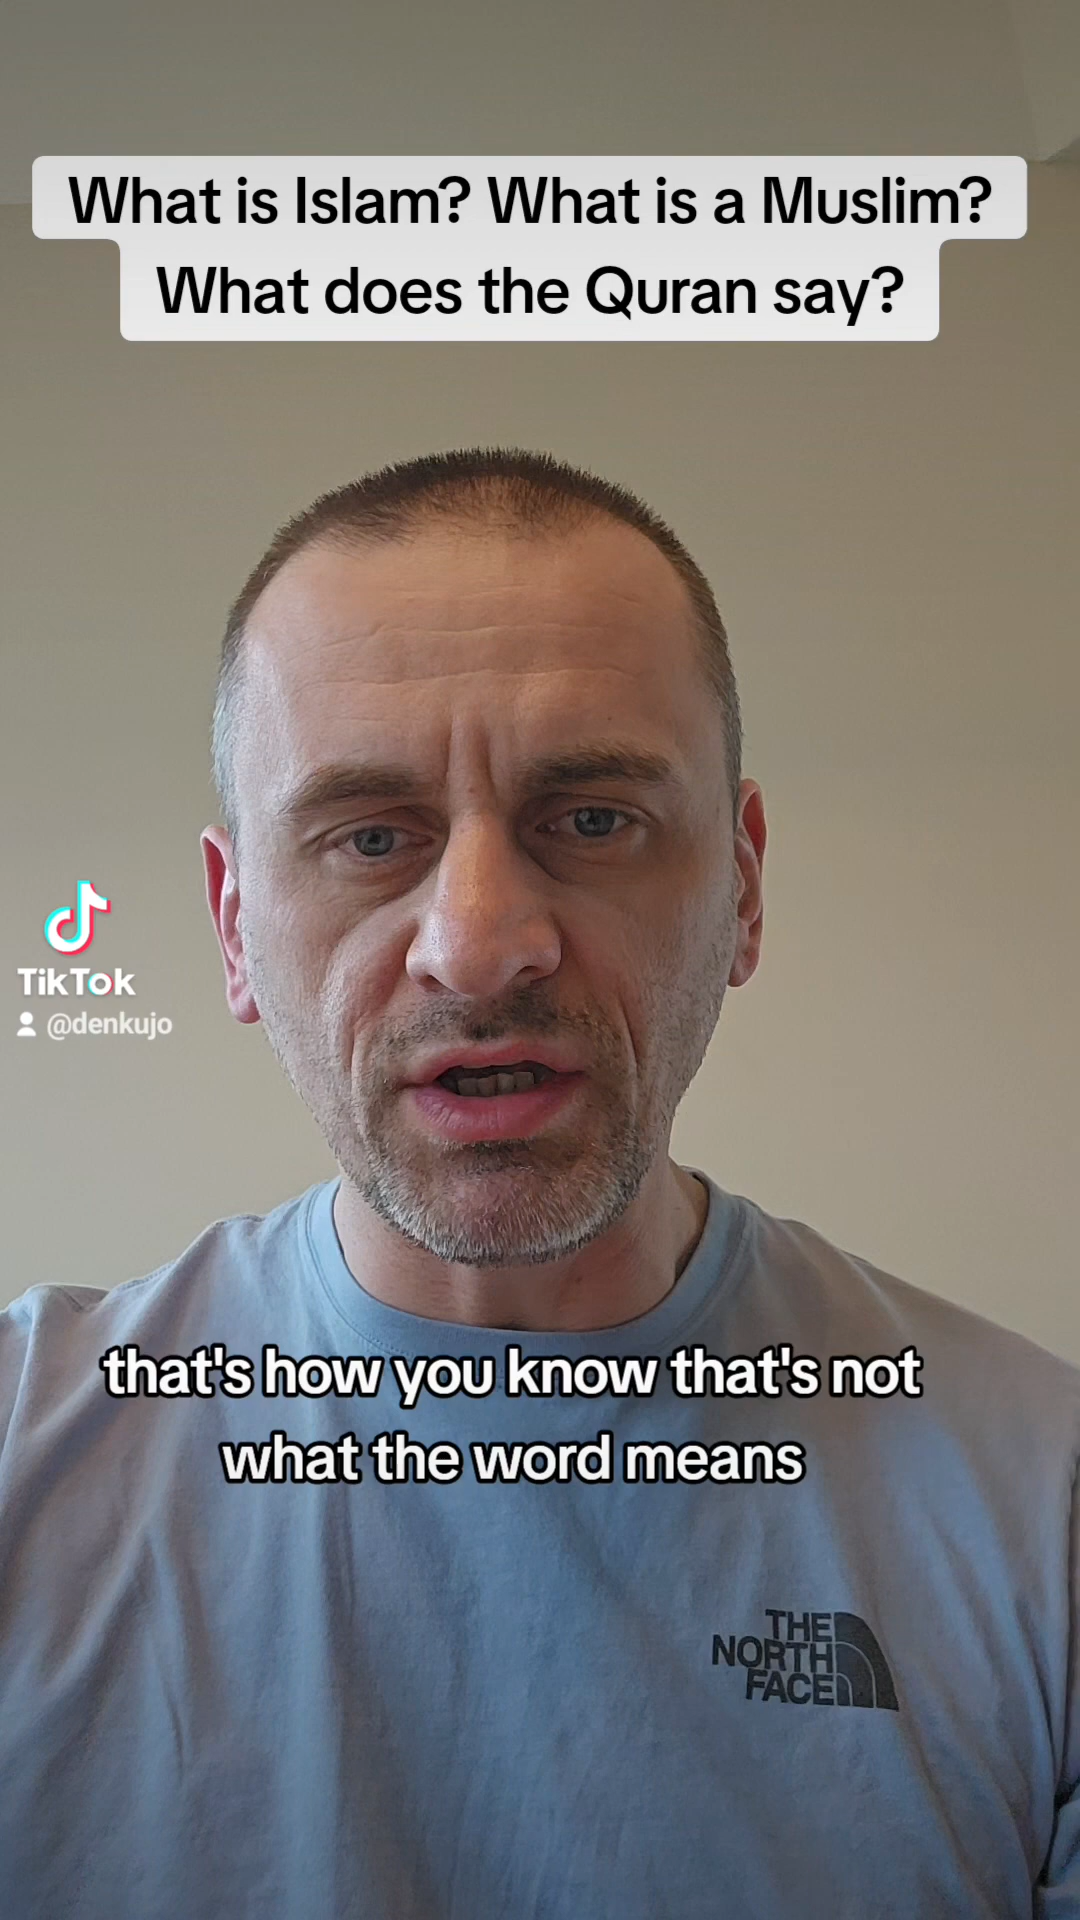 What is Islam? What is a Muslim?
What does the Quran say?
TikTok
@denkujo
that's how you know that's not
what the word means
THE
NORTH
FACE